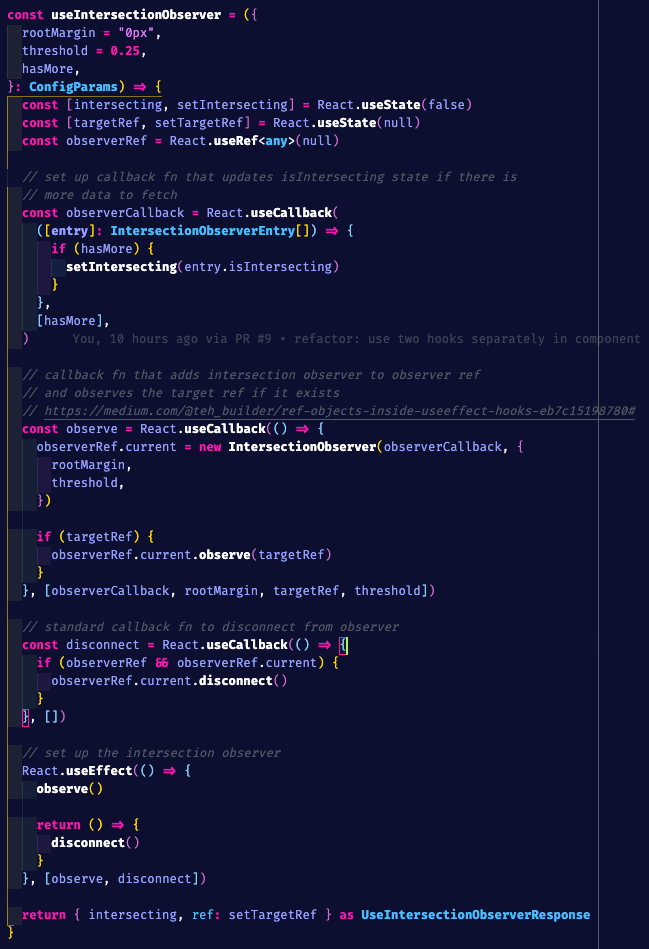 const useIntersectionObserver = ({
  rootMargin = "0px",
  threshold = 0.25,
  hasMore,
}: ConfigParams) => {
  const [intersecting, setIntersecting] = React.useState(false)
  const [targetRef, setTargetRef] = React.useState(null)
  const observerRef = React.useRef<any>(null)

  // set up callback fn that updates isIntersecting state if there is
  // more data to fetch
  const observerCallback = React.useCallback(
    ([entry]: IntersectionObserverEntry[]) => {
      if (hasMore) {
        setIntersecting(entry.isIntersecting)
      }
    },
    [hasMore],
  )      You, 10 hours ago via PR #9 • refactor: use two hooks separately in component

  // callback fn that adds intersection observer to observer ref
  // and observes the target ref if it exists
  // https://medium.com/@teh_builder/ref-objects-inside-useeffect-hooks-eb7c15198780#
  const observe = React.useCallback(() => {
    observerRef.current = new IntersectionObserver(observerCallback, {
      rootMargin,
      threshold,
    })

    if (targetRef) {
      observerRef.current.observe(targetRef)
    }
  }, [observerCallback, rootMargin, targetRef, threshold])

  // standard callback fn to disconnect from observer
  const disconnect = React.useCallback(() => {
    if (observerRef && observerRef.current) {
      observerRef.current.disconnect()
    }
  }, [])

  // set up the intersection observer
  React.useEffect(() => {
    observe()

    return () => {
      disconnect()
    }
  }, [observe, disconnect])

  return { intersecting, ref: setTargetRef } as UseIntersectionObserverResponse
}